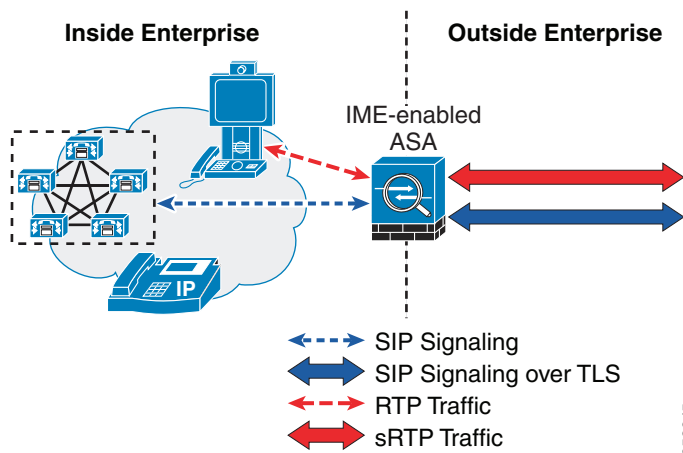 Inside Enterprise
Outside Enterprise
IME-enabled
ASA
IP
SIP Signaling
SIP Signaling over TLS
RTP Traffic
sRTP Traffic